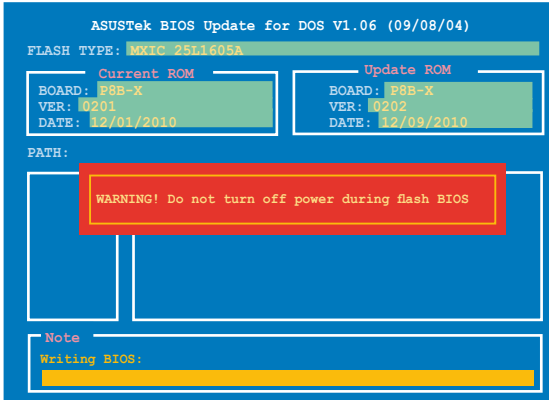 ASUSTek BIOS Update for DOS V1.06 (09/08/04)
FLASH TYPE: MXIC 25L1605A
Current ROM
BOARD: P8B-X
VER: 0201
DATE: 12/01/2010
Update ROM
BOARD: P8B-X
VER: 0202
DATE: 12/09/2010
PATH:
WARNING! Do not turn off power during flash BIOS
Note
Writing BIOS: